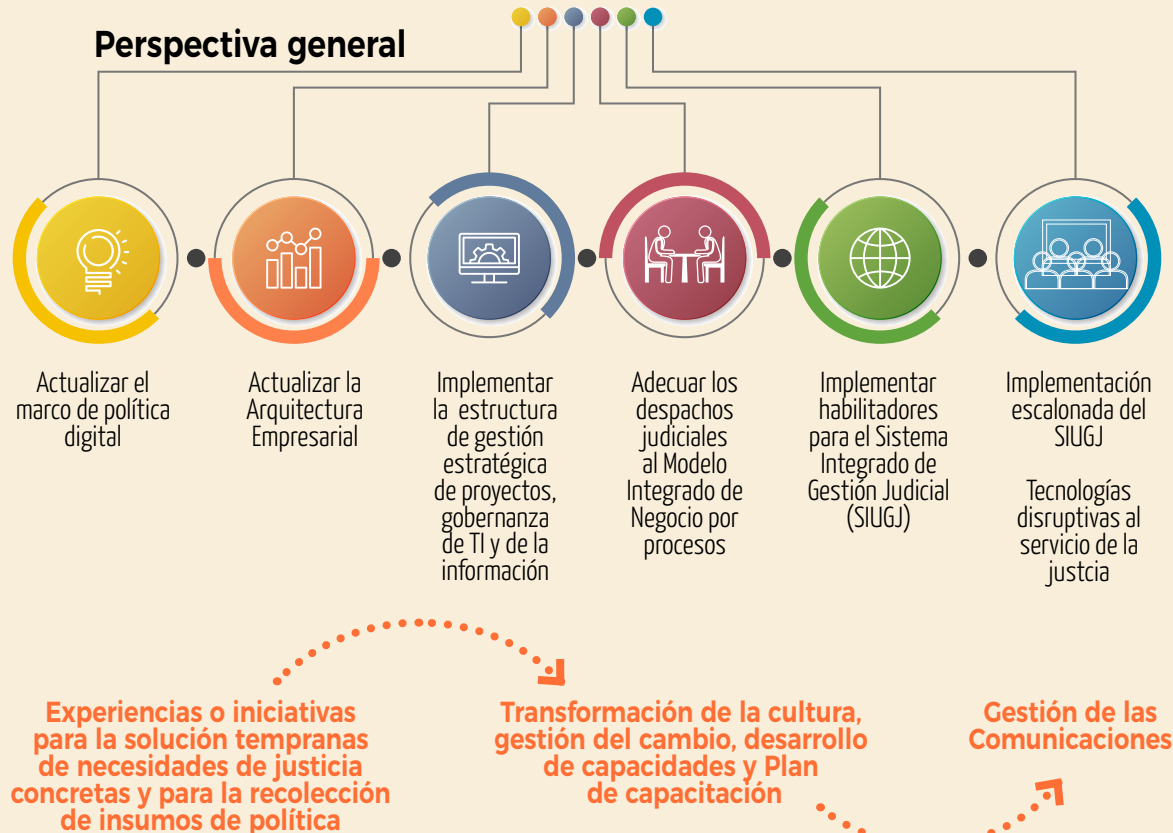 Perspectiva general
Actualizar el
marco de política
digital
Actualizar la
Arquitectura
Empresarial
Implementar
la estructura
de gestión
estratégica
de proyectos,
gobernanza
de TI y de la
información
Adecuar los
despachos
judiciales
al Modelo
Integrado de
Negocio por
procesos
Implementar
habilitadores
para el Sistema
Integrado de
Gestión Judicial
(SIUGJ)
Implementación
escalonada del
SIUGJ
Tecnologías
disruptivas al
servicio de la
justcia
Experiencias o iniciativas
para la solución tempranas
de necesidades de justicia
concretas y para la recolección
de insumos de política
Transformación de la cultura,
gestión del cambio, desarrollo
de capacidades y Plan
de capacitación
Gestión de las
Comunicaciones